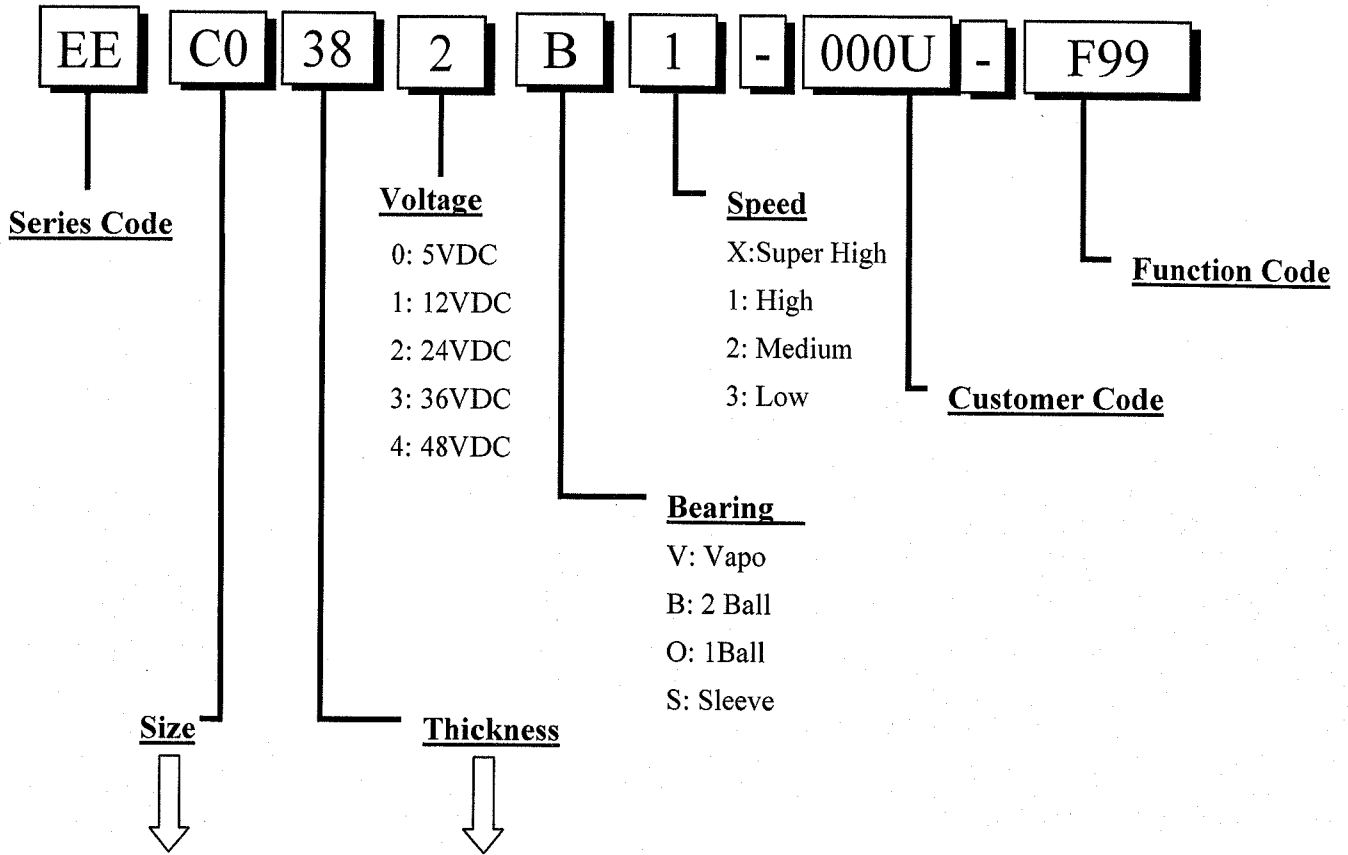 EE C0 38 2 B 1 - 000U - F99
Series Code
Voltage
0: 5VDC
1: 12VDC
2: 24VDC
3: 36VDC
4: 48VDC
Speed
X:Super High
1: High
2: Medium
3: Low
Function Code
Customer Code
Bearing
V: Vapo
B: 2 Ball
O: 1Ball
S: Sleeve
Size
Thickness